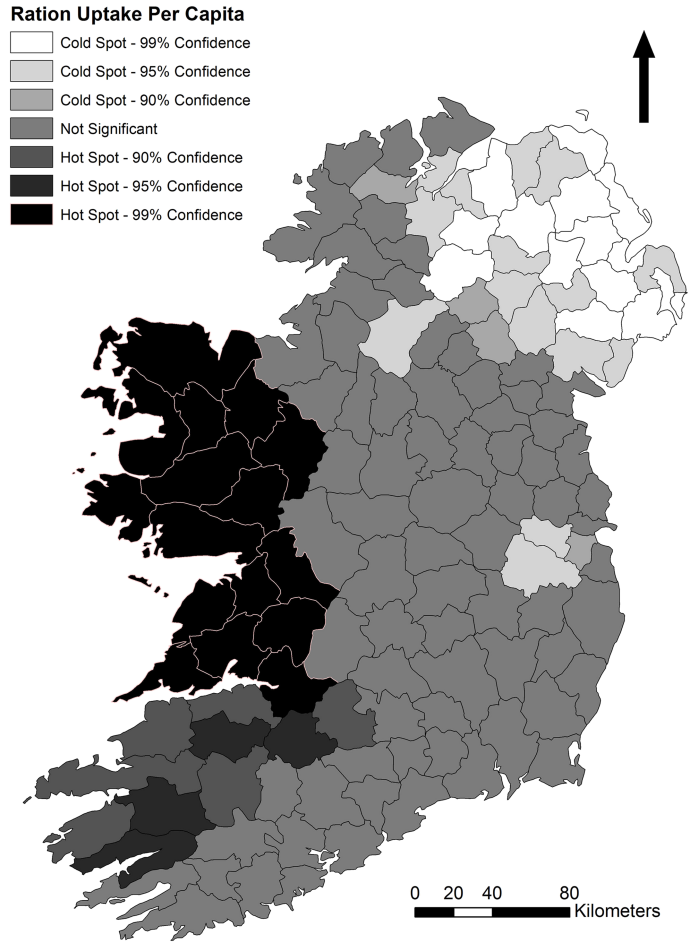 Ration Uptake Per Capita
Cold Spot - 99% Confidence
Cold Spot - 95% Confidence
Cold Spot - 90% Confidence
Not Significant
Hot Spot - 90% Confidence
Hot Spot - 95% Confidence
Hot Spot - 99% Confidence
0 20 40 80
Kilometers